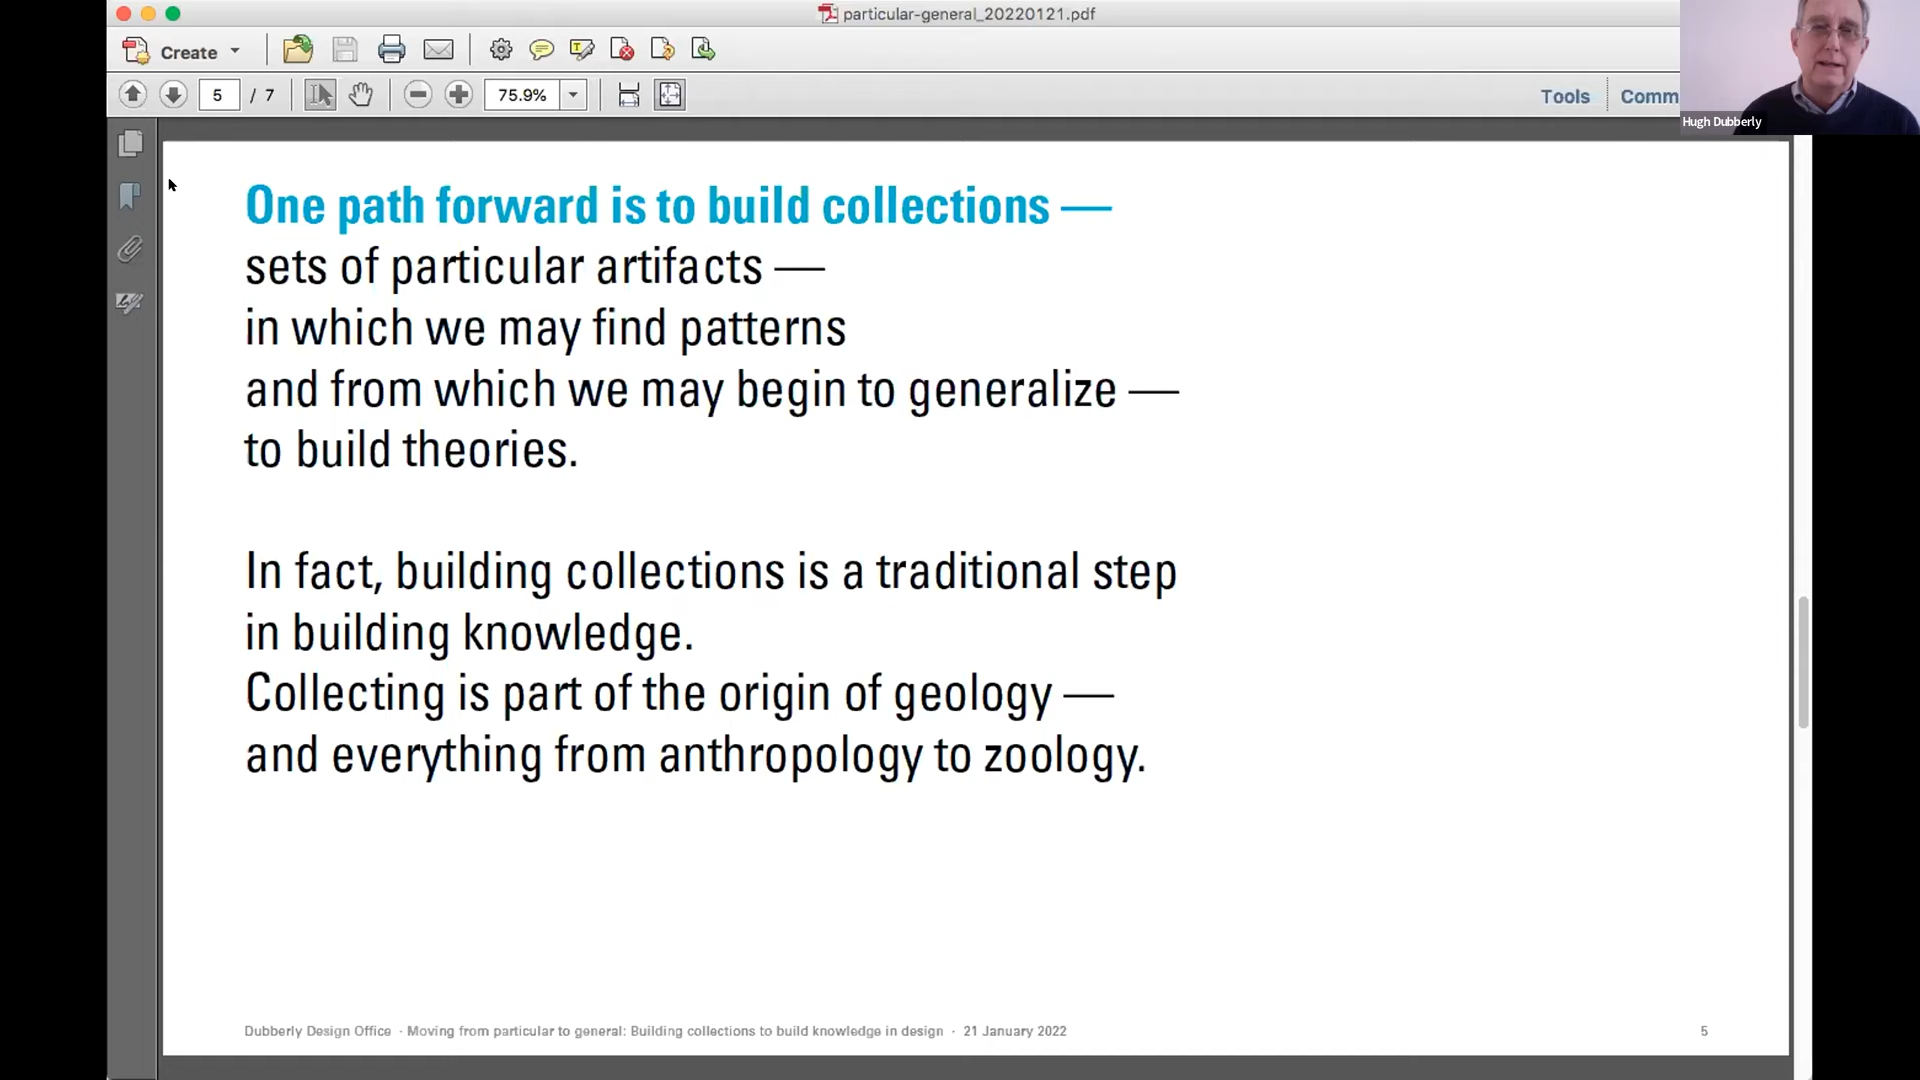 particular-general_20220121.pdf
Create
5 / 7
75.9%
Tools
Comm
Hugh Dubberly
One path forward is to build collections —
sets of particular artifacts —
in which we may find patterns
and from which we may begin to generalize —
to build theories.
In fact, building collections is a traditional step
in building knowledge.
Collecting is part of the origin of geology —
and everything from anthropology to zoology.
Dubberly Design Office · Moving from particular to general: Building collections to build knowledge in design · 21 January 2022
5